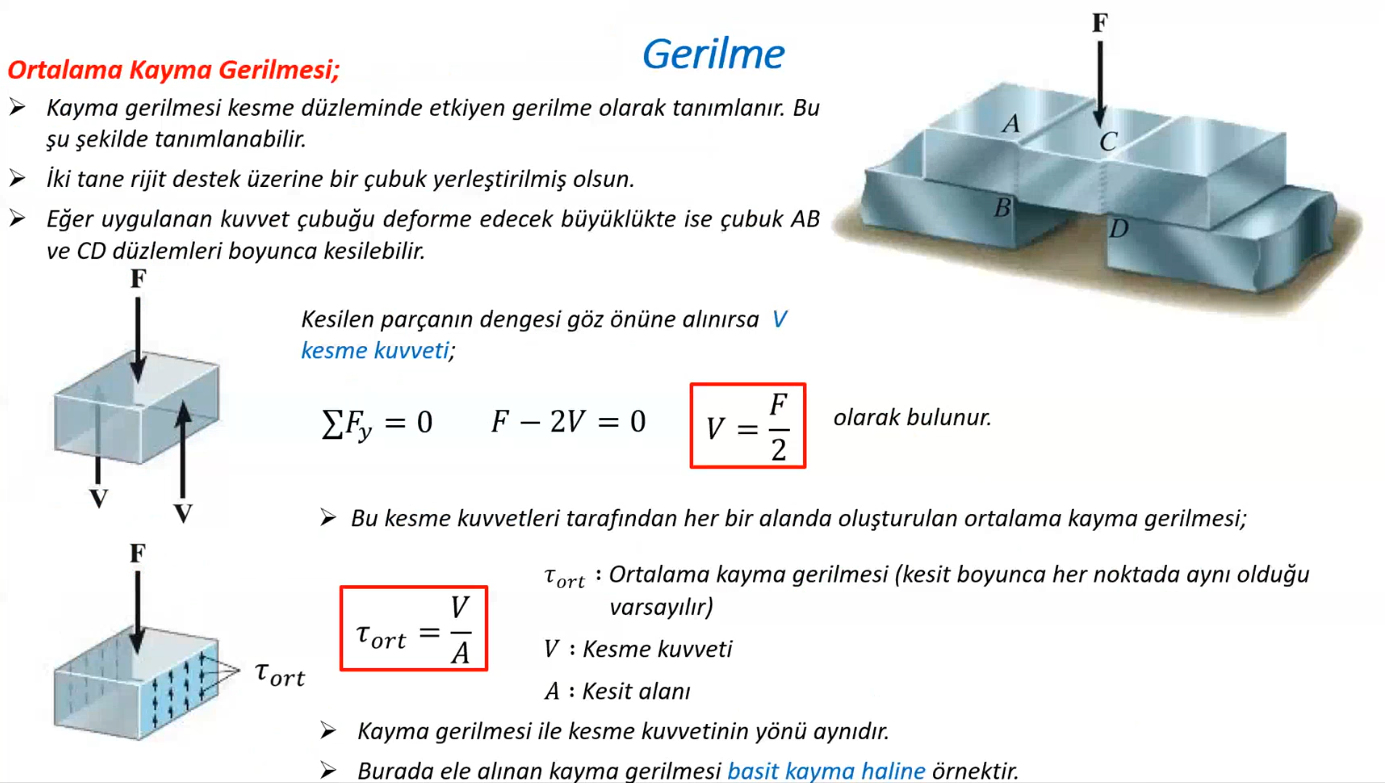 Gerilme
Ortalama Kayma Gerilmesi;
➢ Kayma gerilmesi kesme düzleminde etkiyen gerilme olarak tanımlanır. Bu
şu şekilde tanımlanabilir.
➢ İki tane rijit destek üzerine bir çubuk yerleştirilmiş olsun.
➢ Eğer uygulanan kuvvet çubuğu deforme edecek büyüklükte ise çubuk AB
ve CD düzlemleri boyunca kesilebilir.
F
A
C
B
D
F
V
V
Kesilen parçanın dengesi göz önüne alınırsa V
kesme kuvveti;
∑F_y = 0 F − 2V = 0 V = F/2 olarak bulunur.
➢ Bu kesme kuvvetleri tarafından her bir alanda oluşturulan ortalama kayma gerilmesi;
F
τ_ort
τ_ort = V/A
τ_ort : Ortalama kayma gerilmesi (kesit boyunca her noktada aynı olduğu
varsayılır)
V : Kesme kuvveti
A : Kesit alanı
➢ Kayma gerilmesi ile kesme kuvvetinin yönü aynıdır.
➢ Burada ele alınan kayma gerilmesi basit kayma haline örnektir.